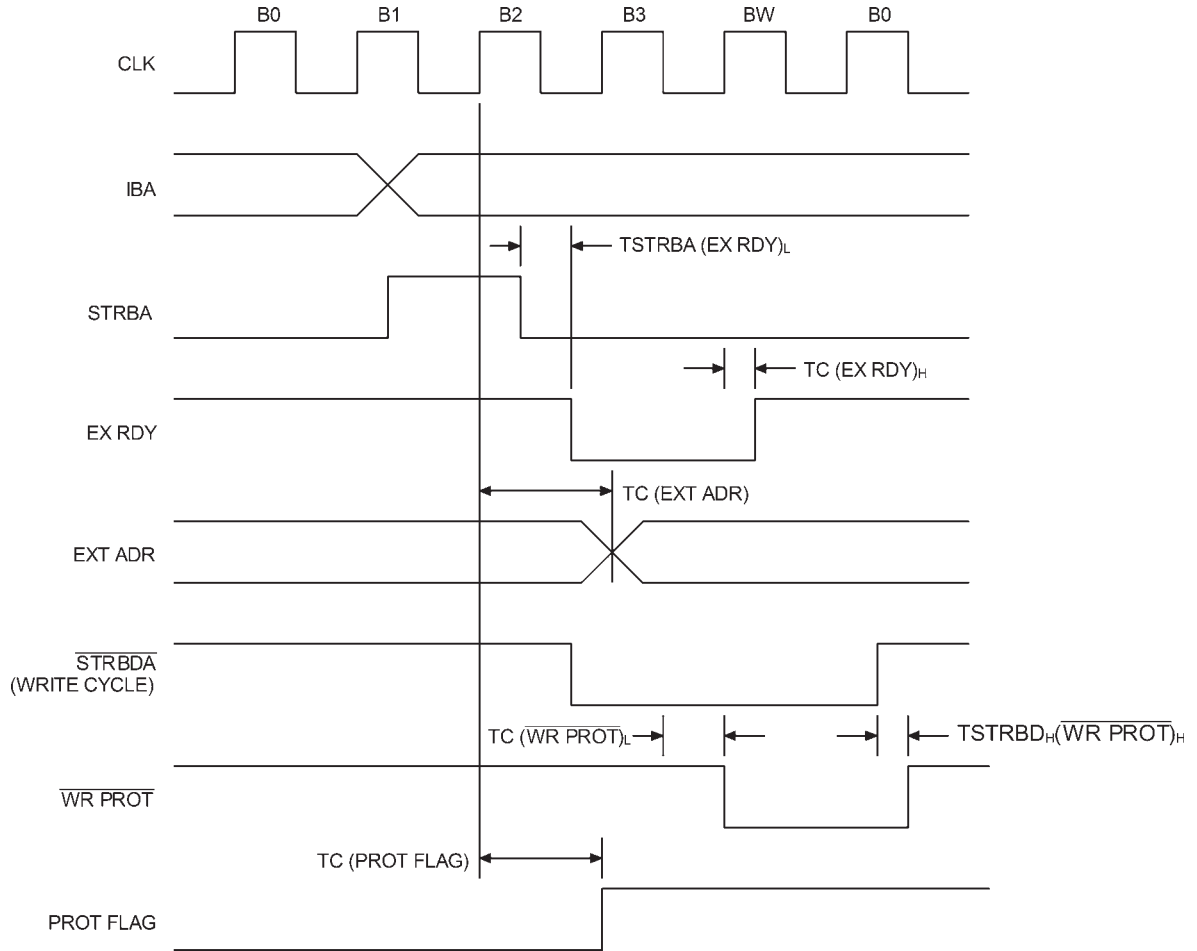 B0 B1 B2 B3 BW B0
CLK
IBA
TSTRBA (EX RDY)L
STRBA
TC (EX RDY)H
EX RDY
TC (EXT ADR)
EXT ADR
STRBDA
(WRITE CYCLE)
TC (WR PROT)L
TSTRBDH(WR PROT)H
WR PROT
TC (PROT FLAG)
PROT FLAG